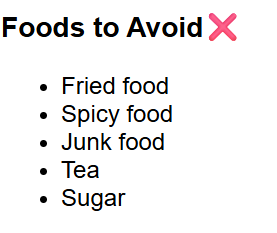 Foods to Avoid❌
• Fried food
• Spicy food
• Junk food
• Tea
• Sugar